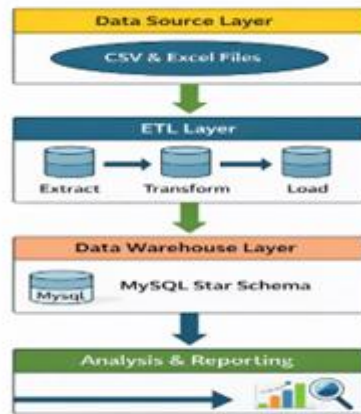 Data Source Layer
CSV & Excel Files
ETL Layer
Extract Transform Load
Data Warehouse Layer
Mysql MySQL Star Schema
Analysis & Reporting